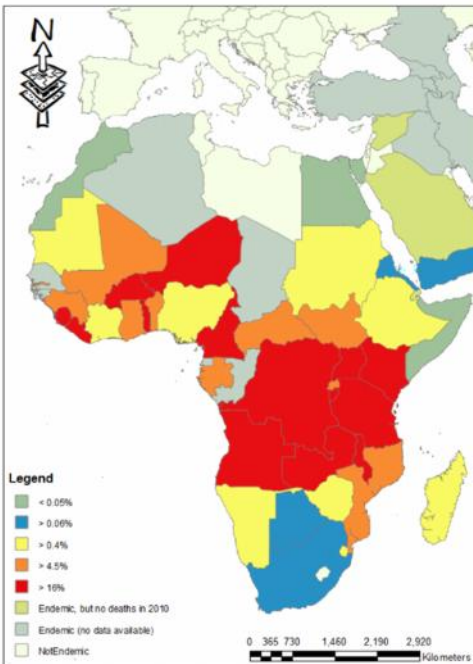 N
Legend
< 0.05%
> 0.06%
> 0.4%
> 4.5%
> 16%
Endemic, but no deaths in 2010
Endemic (no data available)
NotEndemic
0 365 730 1,460 2,190 2,920
Kilometers